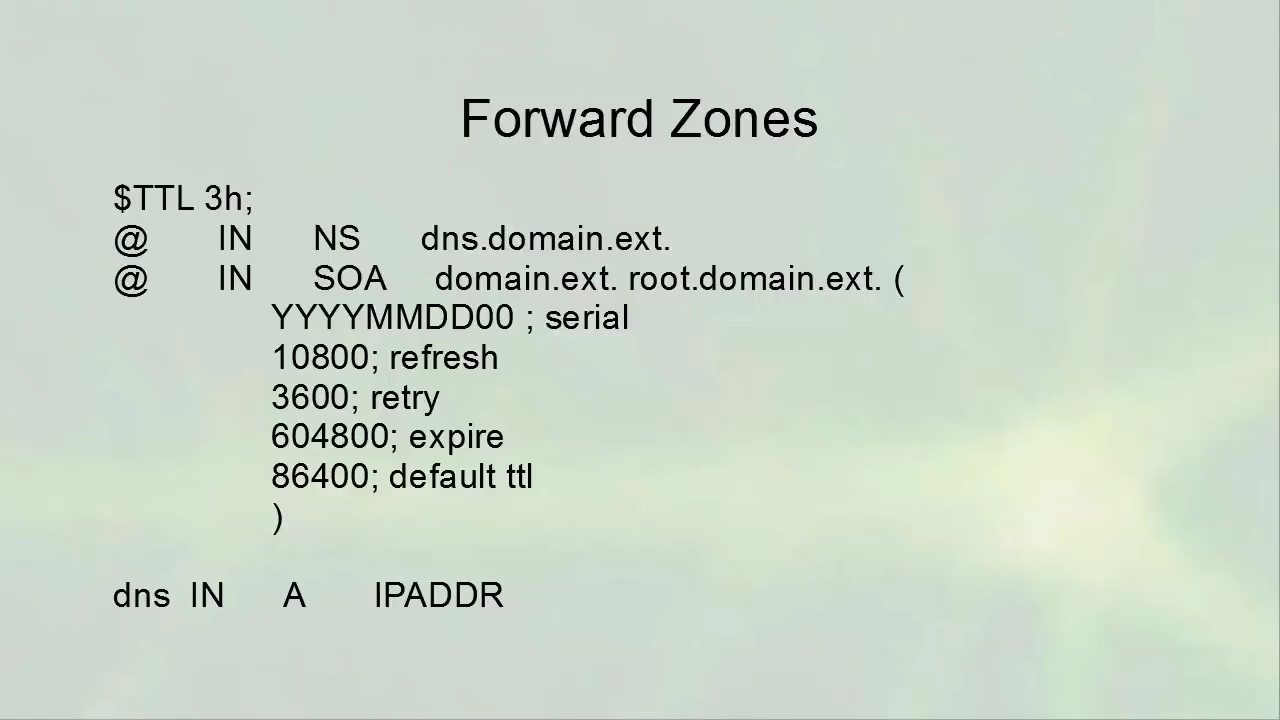 Forward Zones
$TTL 3h;
@ IN NS dns.domain.ext.
@ IN SOA domain.ext. root.domain.ext. (
YYYYMMDD00 ; serial
10800; refresh
3600; retry
604800; expire
86400; default ttl
)
dns IN A IPADDR